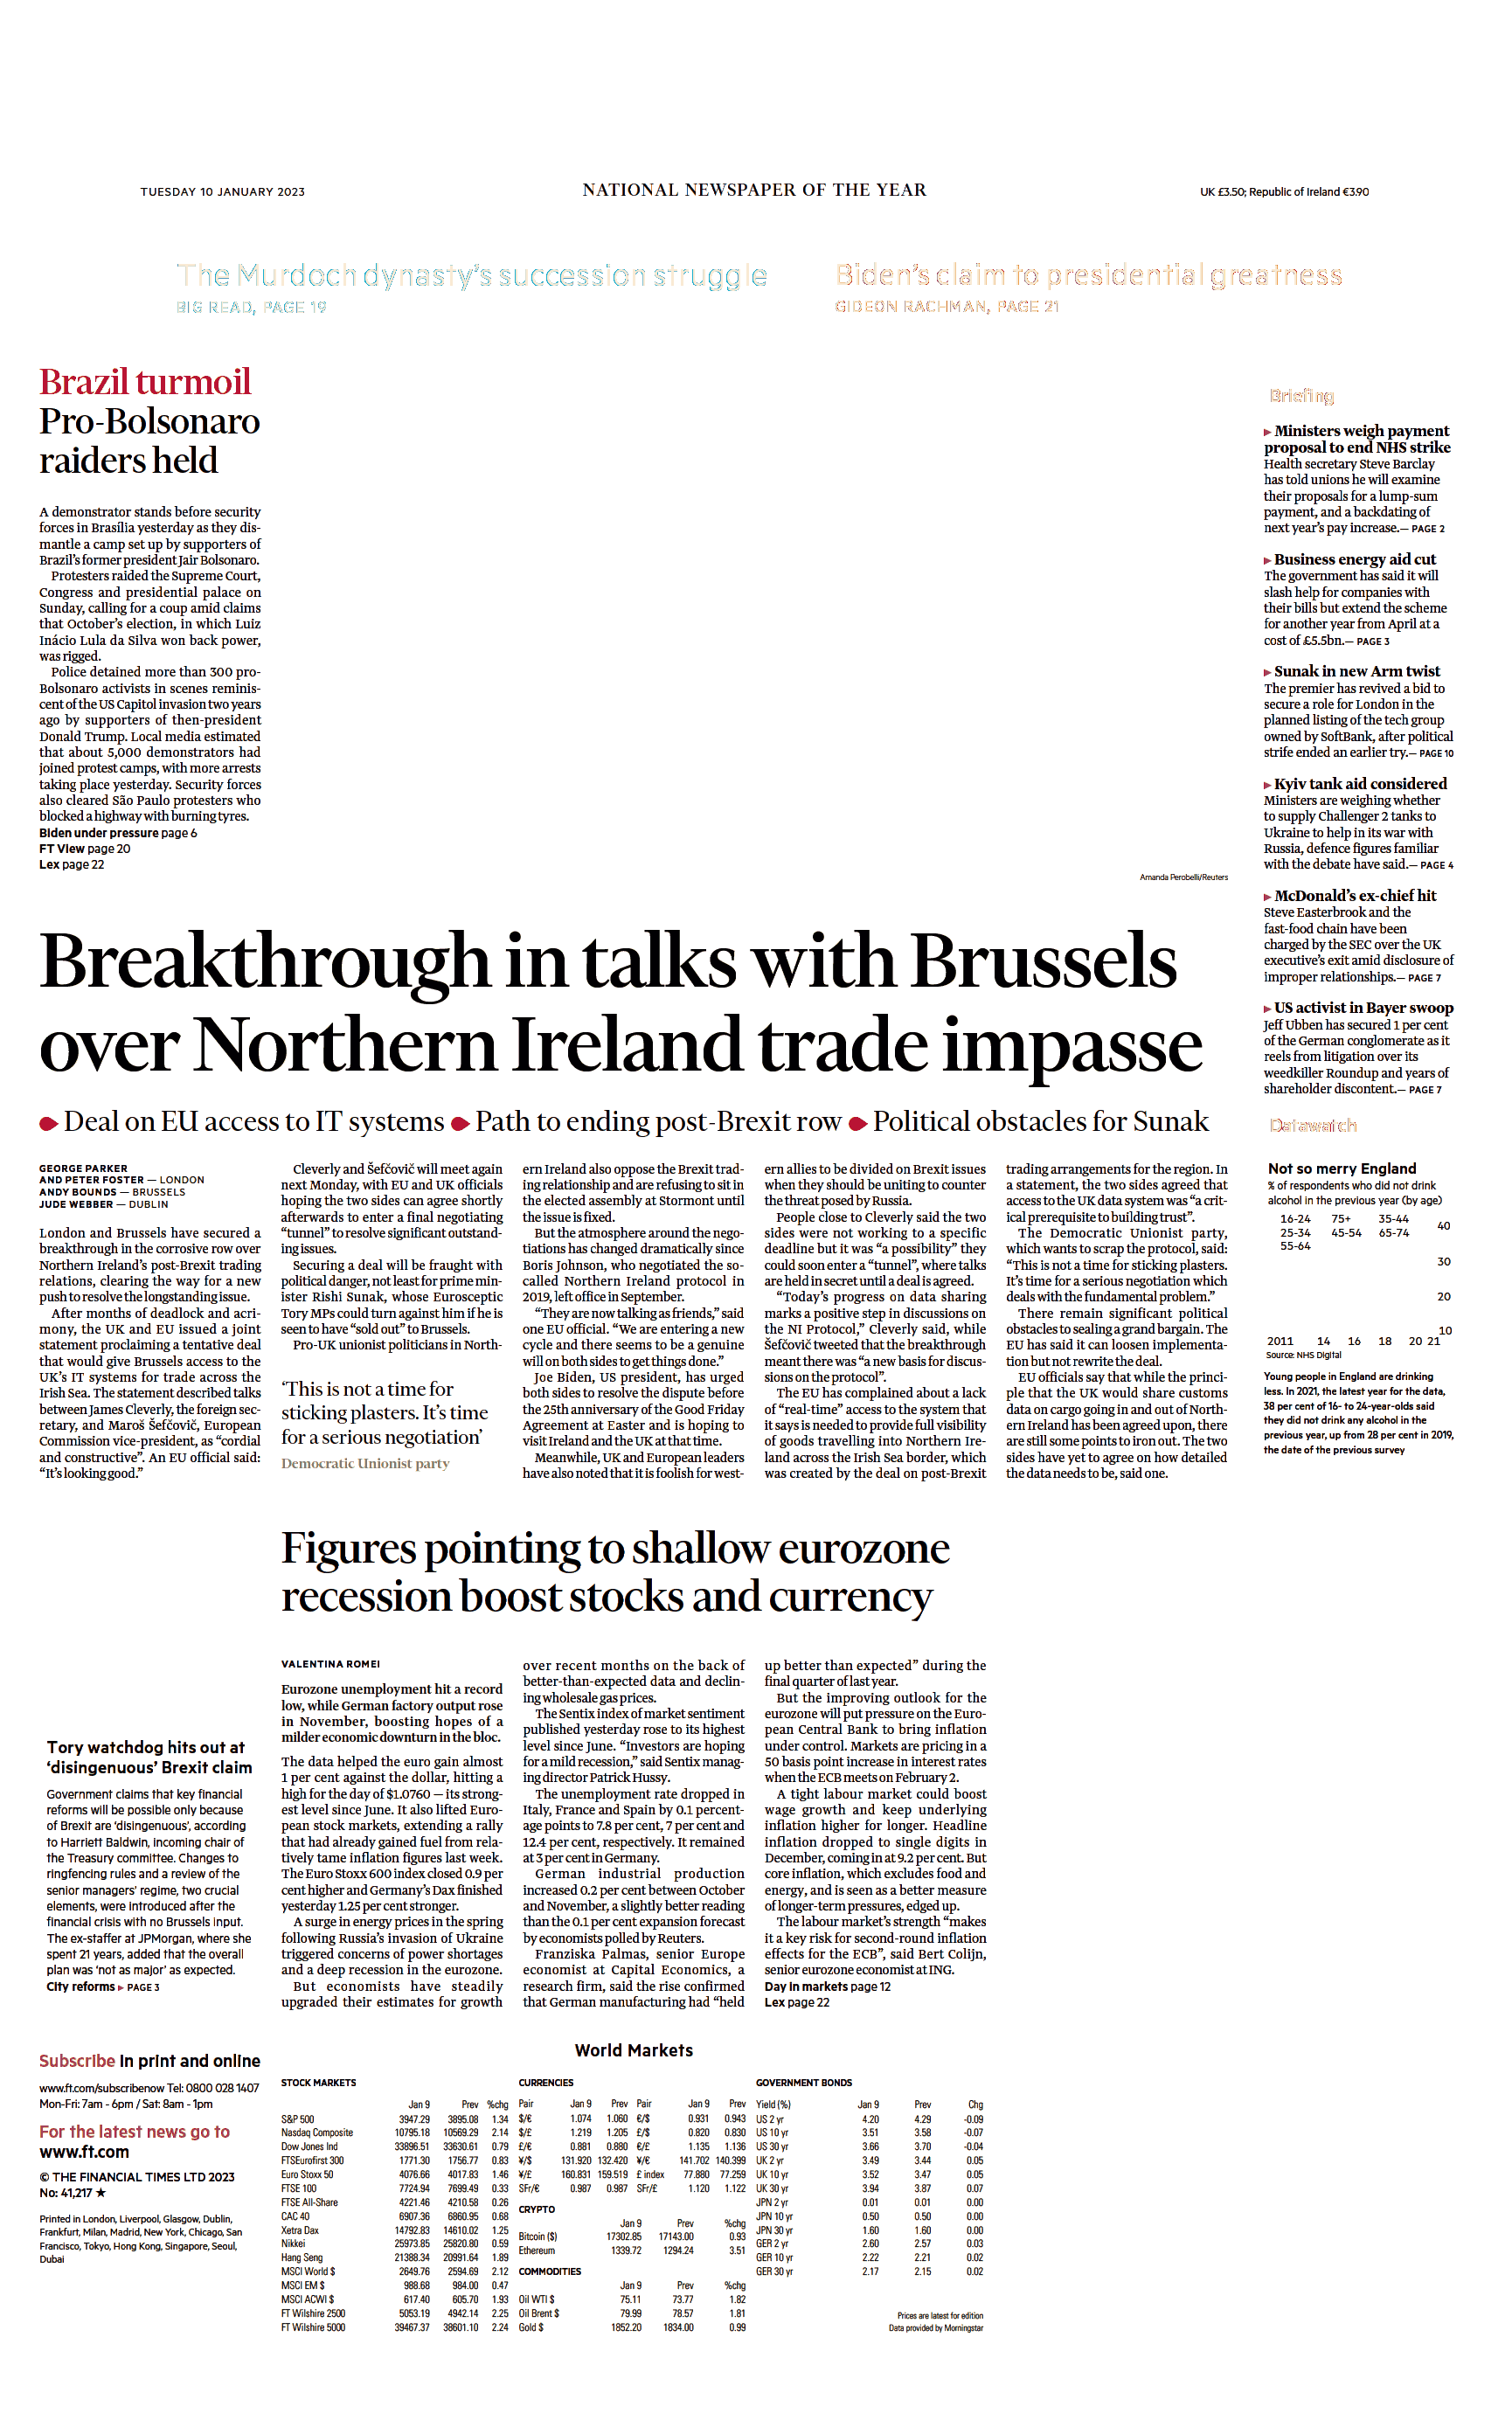 TUESDAY 10 JANUARY 2023
NATIONAL NEWSPAPER OF THE YEAR
UK £3.50; Republic of Ireland €3.90
The Murdoch dynasty’s succession struggle
BIG READ, PAGE 19
Biden’s claim to presidential greatness
GIDEON RACHMAN, PAGE 21
Brazil turmoil
Pro-Bolsonaro
raiders held
A demonstrator stands before security
forces in Brasília yesterday as they dis-
mantle a camp set up by supporters of
Brazil’s former president Jair Bolsonaro.
Protesters raided the Supreme Court,
Congress and presidential palace on
Sunday, calling for a coup amid claims
that October’s election, in which Luiz
Inácio Lula da Silva won back power,
was rigged.
Police detained more than 300 pro-
Bolsonaro activists in scenes reminis-
cent of the US Capitol invasion two years
ago by supporters of then-president
Donald Trump. Local media estimated
that about 5,000 demonstrators had
joined protest camps, with more arrests
taking place yesterday. Security forces
also cleared São Paulo protesters who
blocked a highway with burning tyres.
Biden under pressure page 6
FT View page 20
Lex page 22
Amanda Perobelli/Reuters
Breakthrough in talks with Brussels
over Northern Ireland trade impasse
Deal on EU access to IT systems Path to ending post-Brexit row Political obstacles for Sunak
GEORGE PARKER
AND PETER FOSTER — LONDON
ANDY BOUNDS — BRUSSELS
JUDE WEBBER — DUBLIN
London and Brussels have secured a
breakthrough in the corrosive row over
Northern Ireland’s post-Brexit trading
relations, clearing the way for a new
push to resolve the longstanding issue.
After months of deadlock and acri-
mony, the UK and EU issued a joint
statement proclaiming a tentative deal
that would give Brussels access to the
UK’s IT systems for trade across the
Irish Sea. The statement described talks
between James Cleverly, the foreign sec-
retary, and Maroš Šefčovič, European
Commission vice-president, as “cordial
and constructive”. An EU official said:
“It’s looking good.”
Cleverly and Šefčovič will meet again
next Monday, with EU and UK officials
hoping the two sides can agree shortly
afterwards to enter a final negotiating
“tunnel” to resolve significant outstand-
ing issues.
Securing a deal will be fraught with
political danger, not least for prime min-
ister Rishi Sunak, whose Eurosceptic
Tory MPs could turn against him if he is
seen to have “sold out” to Brussels.
Pro-UK unionist politicians in North-
‘This is not a time for
sticking plasters. It’s time
for a serious negotiation’
Democratic Unionist party
ern Ireland also oppose the Brexit trad-
ing relationship and are refusing to sit in
the elected assembly at Stormont until
the issue is fixed.
But the atmosphere around the nego-
tiations has changed dramatically since
Boris Johnson, who negotiated the so-
called Northern Ireland protocol in
2019, left office in September.
“They are now talking as friends,” said
one EU official. “We are entering a new
cycle and there seems to be a genuine
will on both sides to get things done.”
Joe Biden, US president, has urged
both sides to resolve the dispute before
the 25th anniversary of the Good Friday
Agreement at Easter and is hoping to
visit Ireland and the UK at that time.
Meanwhile, UK and European leaders
have also noted that it is foolish for west-
ern allies to be divided on Brexit issues
when they should be uniting to counter
the threat posed by Russia.
People close to Cleverly said the two
sides were not working to a specific
deadline but it was “a possibility” they
could soon enter a “tunnel”, where talks
are held in secret until a deal is agreed.
“Today’s progress on data sharing
marks a positive step in discussions on
the NI Protocol,” Cleverly said, while
Šefčovič tweeted that the breakthrough
meant there was “a new basis for discus-
sions on the protocol”.
The EU has complained about a lack
of “real-time” access to the system that
it says is needed to provide full visibility
of goods travelling into Northern Ire-
land across the Irish Sea border, which
was created by the deal on post-Brexit
trading arrangements for the region. In
a statement, the two sides agreed that
access to the UK data system was “a crit-
ical prerequisite to building trust”.
The Democratic Unionist party,
which wants to scrap the protocol, said:
“This is not a time for sticking plasters.
It’s time for a serious negotiation which
deals with the fundamental problem.”
There remain significant political
obstacles to sealing a grand bargain. The
EU has said it can loosen implementa-
tion but not rewrite the deal.
EU officials say that while the princi-
ple that the UK would share customs
data on cargo going in and out of North-
ern Ireland has been agreed upon, there
are still some points to iron out. The two
sides have yet to agree on how detailed
the data needs to be, said one.
Briefing
Ministers weigh payment
proposal to end NHS strike
Health secretary Steve Barclay
has told unions he will examine
their proposals for a lump-sum
payment, and a backdating of
next year’s pay increase.— PAGE 2
Business energy aid cut
The government has said it will
slash help for companies with
their bills but extend the scheme
for another year from April at a
cost of £5.5bn.— PAGE 3
Sunak in new Arm twist
The premier has revived a bid to
secure a role for London in the
planned listing of the tech group
owned by SoftBank, after political
strife ended an earlier try.— PAGE 10
Kyiv tank aid considered
Ministers are weighing whether
to supply Challenger 2 tanks to
Ukraine to help in its war with
Russia, defence figures familiar
with the debate have said.— PAGE 4
McDonald’s ex-chief hit
Steve Easterbrook and the
fast-food chain have been
charged by the SEC over the UK
executive’s exit amid disclosure of
improper relationships.— PAGE 7
US activist in Bayer swoop
Jeff Ubben has secured 1 per cent
of the German conglomerate as it
reels from litigation over its
weedkiller Roundup and years of
shareholder discontent.— PAGE 7
Datawatch
Not so merry England
% of respondents who did not drink
alcohol in the previous year (by age)
16-24 75+ 35-44
25-34 45-54 65-74
55-64
40
30
20
10
2011 14 16 18 20 21
Source: NHS Digital
Young people in England are drinking
less. In 2021, the latest year for the data,
38 per cent of 16- to 24-year-olds said
they did not drink any alcohol in the
previous year, up from 28 per cent in 2019,
the date of the previous survey
Figures pointing to shallow eurozone
recession boost stocks and currency
VALENTINA ROMEI
Eurozone unemployment hit a record
low, while German factory output rose
in November, boosting hopes of a
milder economic downturn in the bloc.
The data helped the euro gain almost
1 per cent against the dollar, hitting a
high for the day of $1.0760 — its strong-
est level since June. It also lifted Euro-
pean stock markets, extending a rally
that had already gained fuel from rela-
tively tame inflation figures last week.
The Euro Stoxx 600 index closed 0.9 per
cent higher and Germany’s Dax finished
yesterday 1.25 per cent stronger.
A surge in energy prices in the spring
following Russia’s invasion of Ukraine
triggered concerns of power shortages
and a deep recession in the eurozone.
But economists have steadily
upgraded their estimates for growth
over recent months on the back of
better-than-expected data and declin-
ing wholesale gas prices.
The Sentix index of market sentiment
published yesterday rose to its highest
level since June. “Investors are hoping
for a mild recession,” said Sentix manag-
ing director Patrick Hussy.
The unemployment rate dropped in
Italy, France and Spain by 0.1 percent-
age points to 7.8 per cent, 7 per cent and
12.4 per cent, respectively. It remained
at 3 per cent in Germany.
German industrial production
increased 0.2 per cent between October
and November, a slightly better reading
than the 0.1 per cent expansion forecast
by economists polled by Reuters.
Franziska Palmas, senior Europe
economist at Capital Economics, a
research firm, said the rise confirmed
that German manufacturing had “held
up better than expected” during the
final quarter of last year.
But the improving outlook for the
eurozone will put pressure on the Euro-
pean Central Bank to bring inflation
under control. Markets are pricing in a
50 basis point increase in interest rates
when the ECB meets on February 2.
A tight labour market could boost
wage growth and keep underlying
inflation higher for longer. Headline
inflation dropped to single digits in
December, coming in at 9.2 per cent. But
core inflation, which excludes food and
energy, and is seen as a better measure
of longer-term pressures, edged up.
The labour market’s strength “makes
it a key risk for second-round inflation
effects for the ECB”, said Bert Colijn,
senior eurozone economist at ING.
Day in markets page 12
Lex page 22
Tory watchdog hits out at
‘disingenuous’ Brexit claim
Government claims that key financial
reforms will be possible only because
of Brexit are ‘disingenuous’, according
to Harriett Baldwin, incoming chair of
the Treasury committee. Changes to
ringfencing rules and a review of the
senior managers’ regime, two crucial
elements, were introduced after the
financial crisis with no Brussels input.
The ex-staffer at JPMorgan, where she
spent 21 years, added that the overall
plan was ‘not as major’ as expected.
City reforms PAGE 3
Subscribe In print and online
www.ft.com/subscribenow Tel: 0800 028 1407
Mon-Fri: 7am - 6pm / Sat: 8am - 1pm
For the latest news go to
www.ft.com
© THE FINANCIAL TIMES LTD 2023
No: 41,217 ★
Printed in London, Liverpool, Glasgow, Dublin,
Frankfurt, Milan, Madrid, New York, Chicago, San
Francisco, Tokyo, Hong Kong, Singapore, Seoul,
Dubai
World Markets
STOCK MARKETS
Jan 9 Prev %chg
S&P 500 3947.29 3895.08 1.34
Nasdaq Composite 10795.18 10569.29 2.14
Dow Jones Ind 33896.51 33630.61 0.79
FTSEurofirst 300 1771.30 1756.77 0.83
Euro Stoxx 50 4076.66 4017.83 1.46
FTSE 100 7724.94 7699.49 0.33
FTSE All-Share 4221.46 4210.58 0.26
CAC 40 6907.36 6860.95 0.68
Xetra Dax 14792.83 14610.02 1.25
Nikkei 25973.85 25820.80 0.59
Hang Seng 21388.34 20991.64 1.89
MSCI World $ 2649.76 2594.69 2.12
MSCI EM $ 988.68 984.00 0.47
MSCI ACWI $ 617.40 605.70 1.93
FT Wilshire 2500 5053.19 4942.14 2.25
FT Wilshire 5000 39467.37 38601.10 2.24
CURRENCIES
Pair Jan 9 Prev Pair Jan 9 Prev
$/€ 1.074 1.060 €/$ 0.931 0.943
$/£ 1.219 1.205 £/$ 0.820 0.830
£/€ 0.881 0.880 €/£ 1.135 1.136
¥/$ 131.920 132.420 ¥/€ 141.702 140.399
¥/£ 160.831 159.519 £ index 77.880 77.259
SFr/€ 0.987 0.987 SFr/£ 1.120 1.122
CRYPTO
Jan 9 Prev %chg
Bitcoin ($) 17302.85 17143.00 0.93
Ethereum 1339.72 1294.24 3.51
COMMODITIES
Jan 9 Prev %chg
Oil WTI $ 75.11 73.77 1.82
Oil Brent $ 79.99 78.57 1.81
Gold $ 1852.20 1834.00 0.99
GOVERNMENT BONDS
Yield (%) Jan 9 Prev Chg
US 2 yr 4.20 4.29 -0.09
US 10 yr 3.51 3.58 -0.07
US 30 yr 3.66 3.70 -0.04
UK 2 yr 3.49 3.44 0.05
UK 10 yr 3.52 3.47 0.05
UK 30 yr 3.94 3.87 0.07
JPN 2 yr 0.01 0.01 0.00
JPN 10 yr 0.50 0.50 0.00
JPN 30 yr 1.60 1.60 0.00
GER 2 yr 2.60 2.57 0.03
GER 10 yr 2.22 2.21 0.02
GER 30 yr 2.17 2.15 0.02
Prices are latest for edition
Data provided by Morningstar